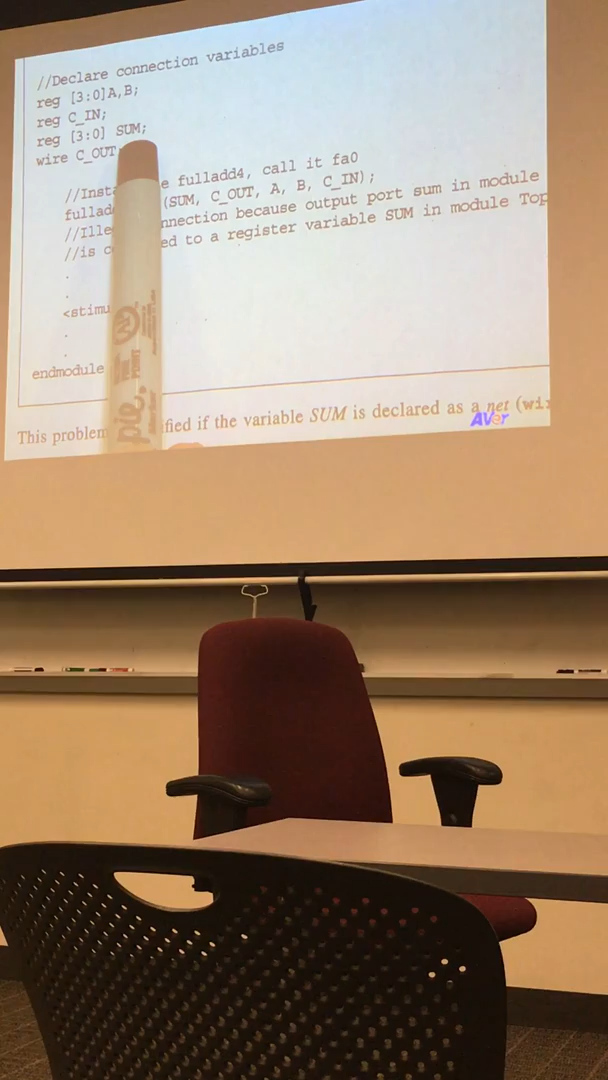 //Declare connection variables
reg [3:0]A,B;
reg C_IN;
reg [3:0] SUM;
wire C_OUT
//Insta e fulladd4, call it fa0
fullad (SUM, C_OUT, A, B, C_IN);
//Ille nnection because output port sum in module
//is c ed to a register variable SUM in module Top
.
.
<stimu
.
.
endmodule
This problem fied if the variable SUM is declared as a net (wi
AVer
pie.